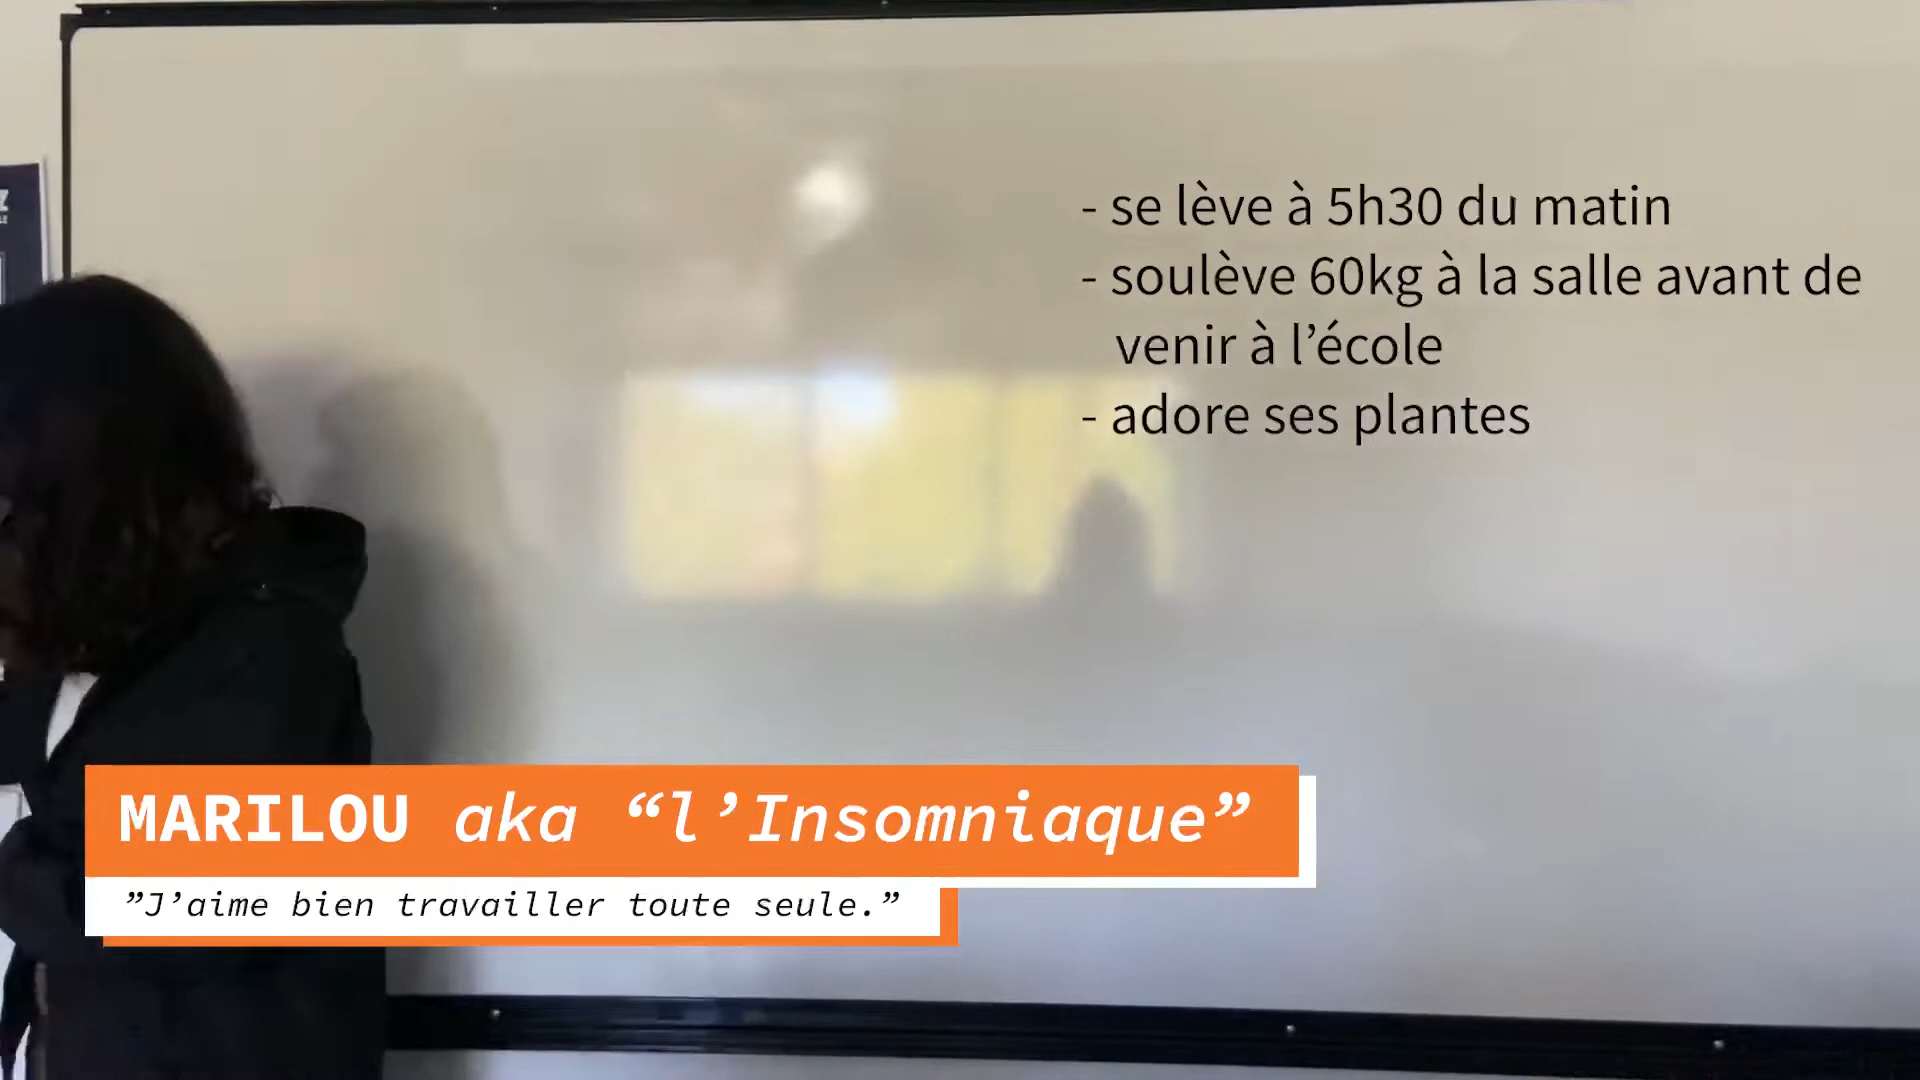 - se lève à 5h30 du matin
- soulève 60kg à la salle avant de
venir à l’école
- adore ses plantes
MARILOU aka “l’Insomniaque”
”J’aime bien travailler toute seule.”